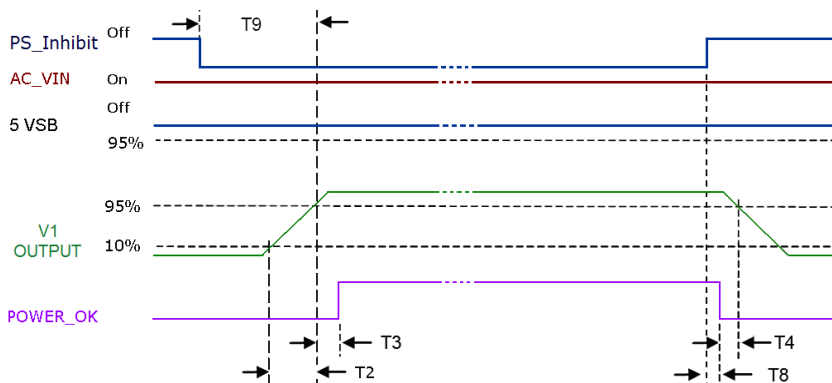 T9
PS_Inhibit Off
AC_VIN On
Off
5 VSB
95%
95%
V1
OUTPUT 10%
POWER_OK
T3 T4
T2 T8